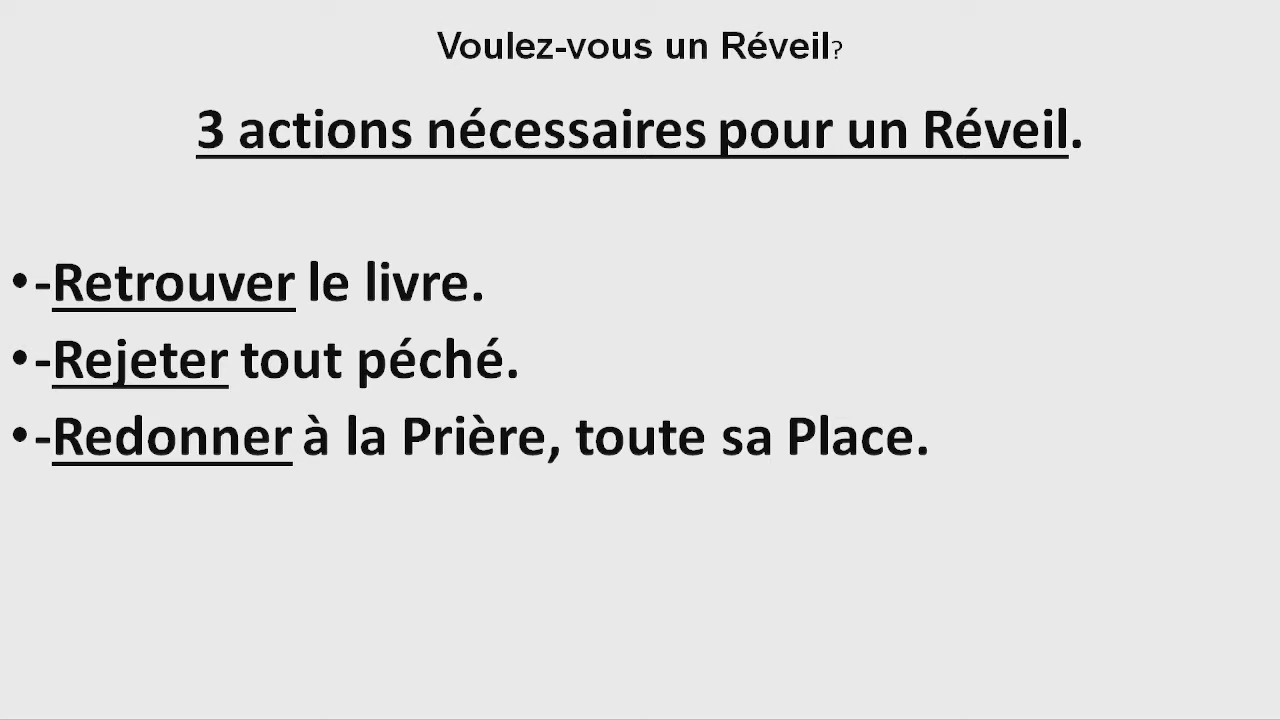 Voulez-vous un Réveil?
3 actions nécessaires pour un Réveil.
•-Retrouver le livre.
•-Rejeter tout péché.
•-Redonner à la Prière, toute sa Place.